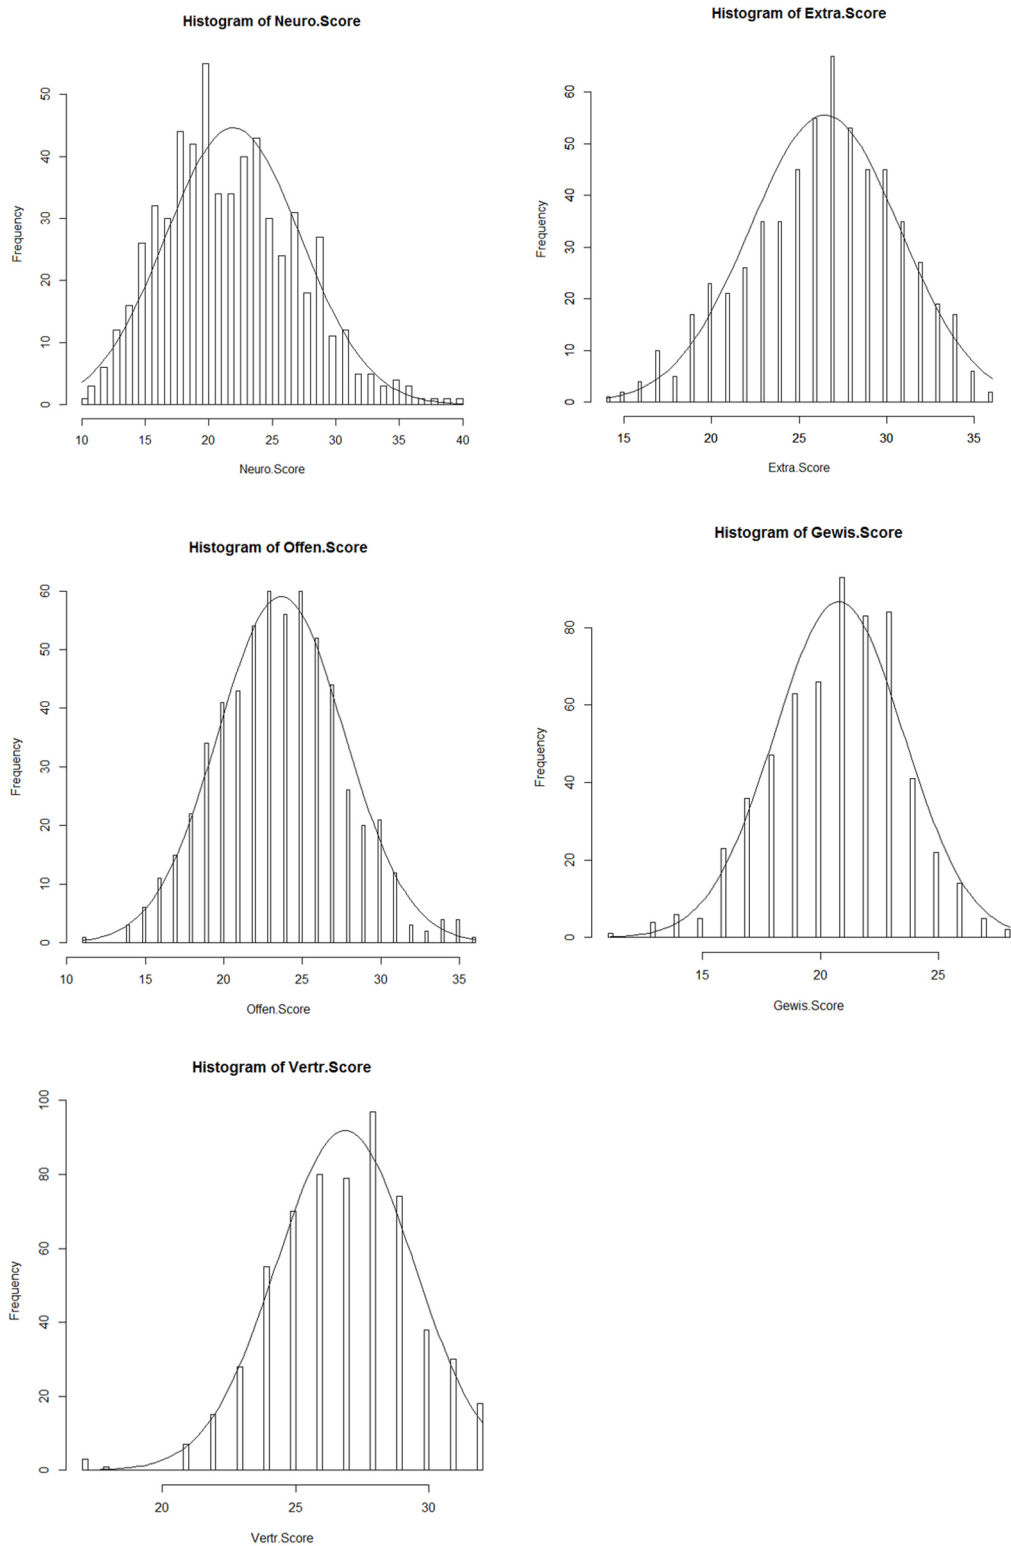 Histogram of Neuro.Score
Frequency
0 10 20 30 40 50
10 15 20 25 30 35 40
Neuro.Score
Histogram of Extra.Score
Frequency
0 10 20 30 40 50 60
15 20 25 30 35
Extra.Score
Histogram of Offen.Score
Frequency
0 10 20 30 40 50 60
10 15 20 25 30 35
Offen.Score
Histogram of Gewis.Score
Frequency
0 20 40 60 80
15 20 25
Gewis.Score
Histogram of Vertr.Score
Frequency
0 20 40 60 80 100
20 25 30
Vertr.Score